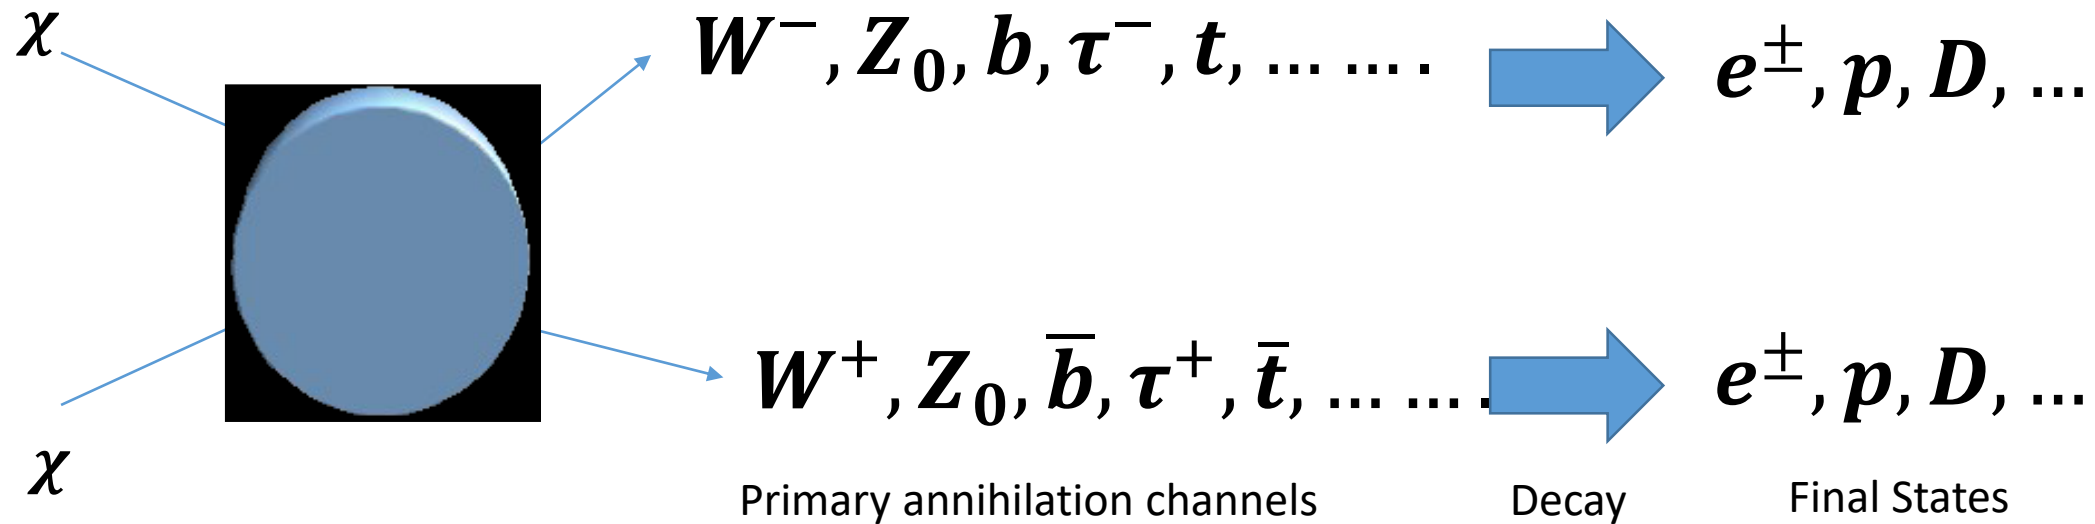 χ
W⁻, Z₀, b, τ⁻, t, … … .
e±, p, D, …
W⁺, Z₀, b̅, τ⁺, t̅, … … .
e±, p, D, …
χ
Primary annihilation channels
Decay
Final States